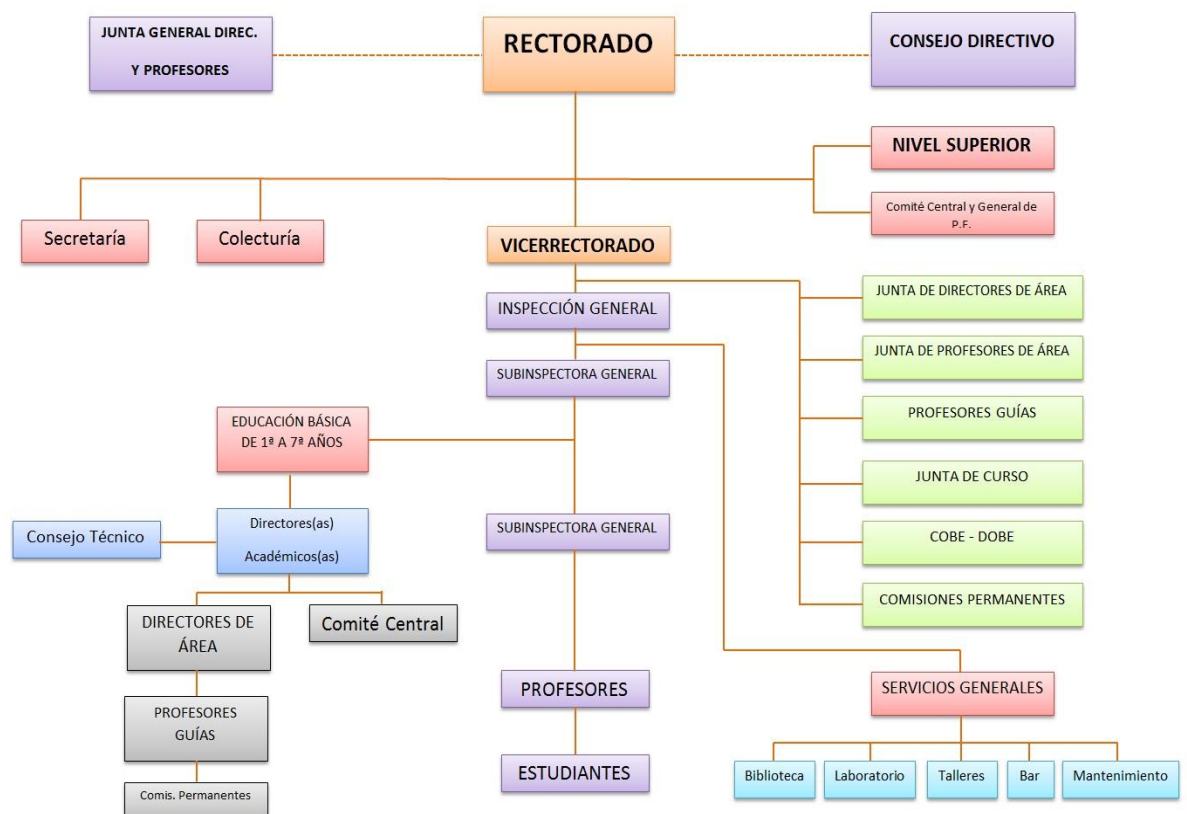 JUNTA GENERAL DIREC.
Y PROFESORES
RECTORADO
CONSEJO DIRECTIVO
NIVEL SUPERIOR
Comité Central y General de
P.F.
Secretaría
Colecturía
VICERRECTORADO
INSPECCIÓN GENERAL
SUBINSPECTORA GENERAL
JUNTA DE DIRECTORES DE ÁREA
JUNTA DE PROFESORES DE ÁREA
PROFESORES GUÍAS
JUNTA DE CURSO
COBE - DOBE
COMISIONES PERMANENTES
EDUCACIÓN BÁSICA
DE 1ª A 7ª AÑOS
Consejo Técnico
Directores(as)
Académicos(as)
SUBINSPECTORA GENERAL
DIRECTORES DE
ÁREA
Comité Central
PROFESORES
GUÍAS
Comis. Permanentes
PROFESORES
ESTUDIANTES
SERVICIOS GENERALES
Biblioteca
Laboratorio
Talleres
Bar
Mantenimiento